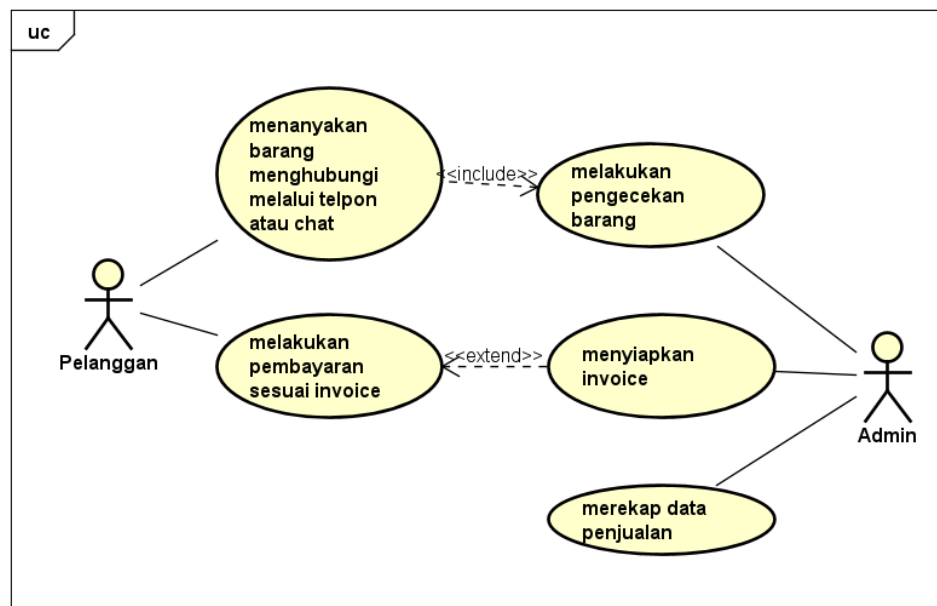 uc
menanyakan
barang
menghubungi
melalui telpon
atau chat
<<include>>
melakukan
pengecekan
barang
Pelanggan
melakukan
pembayaran
sesuai invoice
<<extend>>
menyiapkan
invoice
Admin
merekap data
penjualan